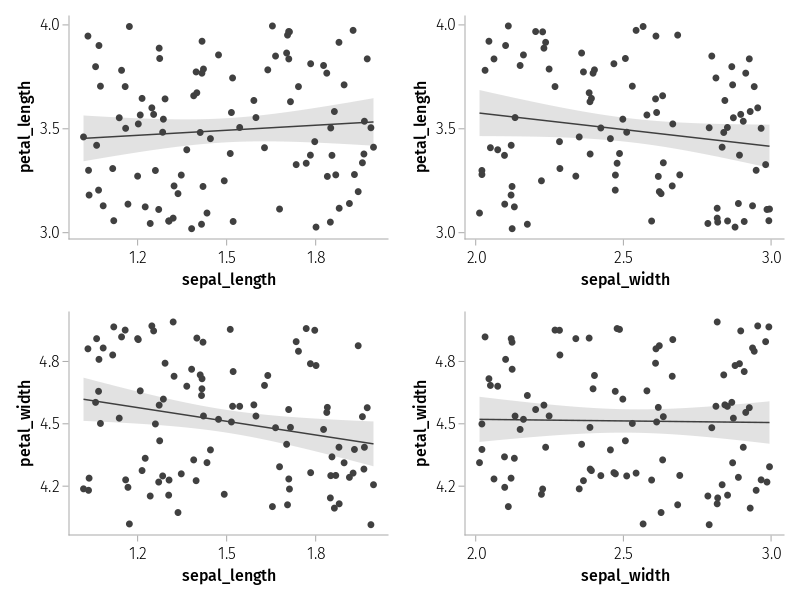 petal_length
4.0
3.5
3.0
1.2 1.5 1.8
sepal_length
petal_length
4.0
3.5
3.0
2.0 2.5 3.0
sepal_width
petal_width
4.8
4.5
4.2
1.2 1.5 1.8
sepal_length
petal_width
4.8
4.5
4.2
2.0 2.5 3.0
sepal_width